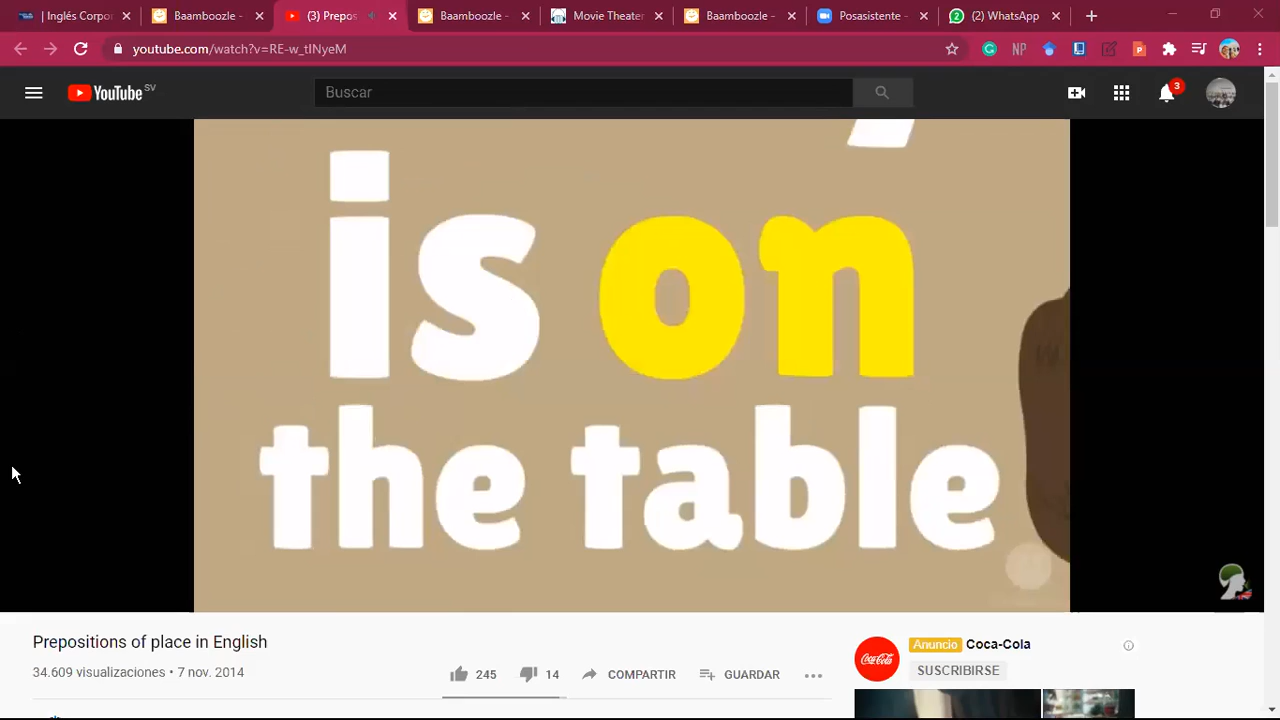 | Inglés Corpo
Baamboozle -
(3) Prepos
Baamboozle -
Movie Theater
Baamboozle -
Posasistente -
(2) WhatsApp
youtube.com/watch?v=RE-w_tINyeM
NP
YouTube SV
Buscar
3
is on
the table
Prepositions of place in English
34.609 visualizaciones • 7 nov. 2014
245
14
COMPARTIR
GUARDAR
Anuncio Coca-Cola
SUSCRIBIRSE